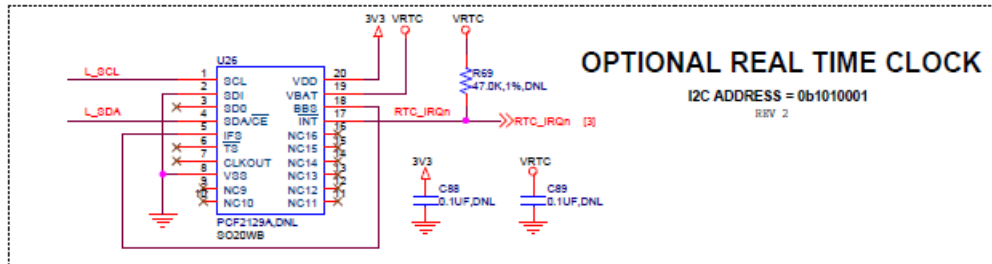 3V3 VRTC VRTC
OPTIONAL REAL TIME CLOCK
I2C ADDRESS = 0b1010001
REV 2
U26
R69
47.0K,1%,DNL
L_SCL 1 SCL VDD 20
2 SDI VBAT 19
3 SDO BBS 18
L_SDA 4 SDA/CE INT 17 RTC_IRQn RTC_IRQn [3]
5 IFS NC16 16
6 TS NC15 15
7 CLKOUT NC14 14
8 VSS NC13 13
9 NC9 NC12 12
10 NC10 NC11 11
PCF2129A,DNL
SO20WB
3V3 VRTC
C88
0.1UF,DNL
C89
0.1UF,DNL